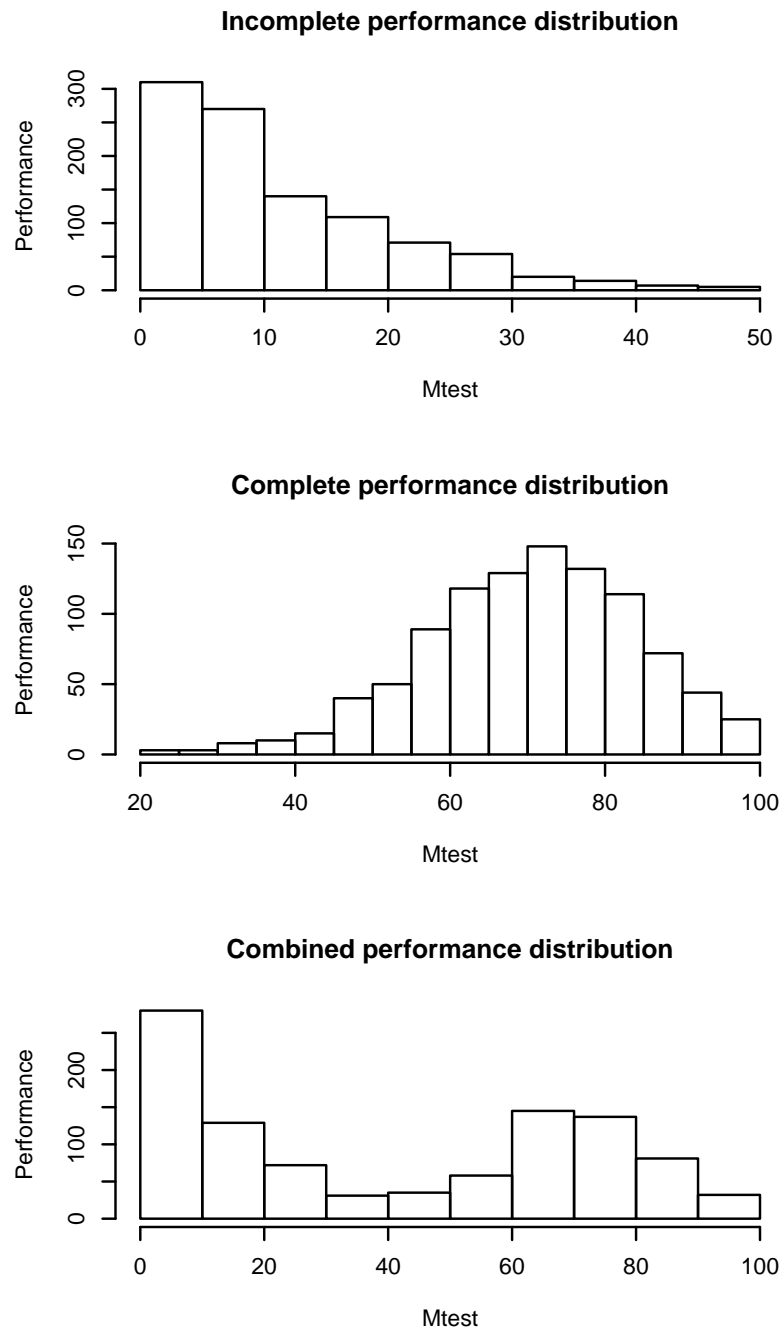 Incomplete performance distribution
Performance
0 100 200 300
0 10 20 30 40 50
Mtest
Complete performance distribution
Performance
0 50 100 150
20 40 60 80 100
Mtest
Combined performance distribution
Performance
0 100 200
0 20 40 60 80 100
Mtest